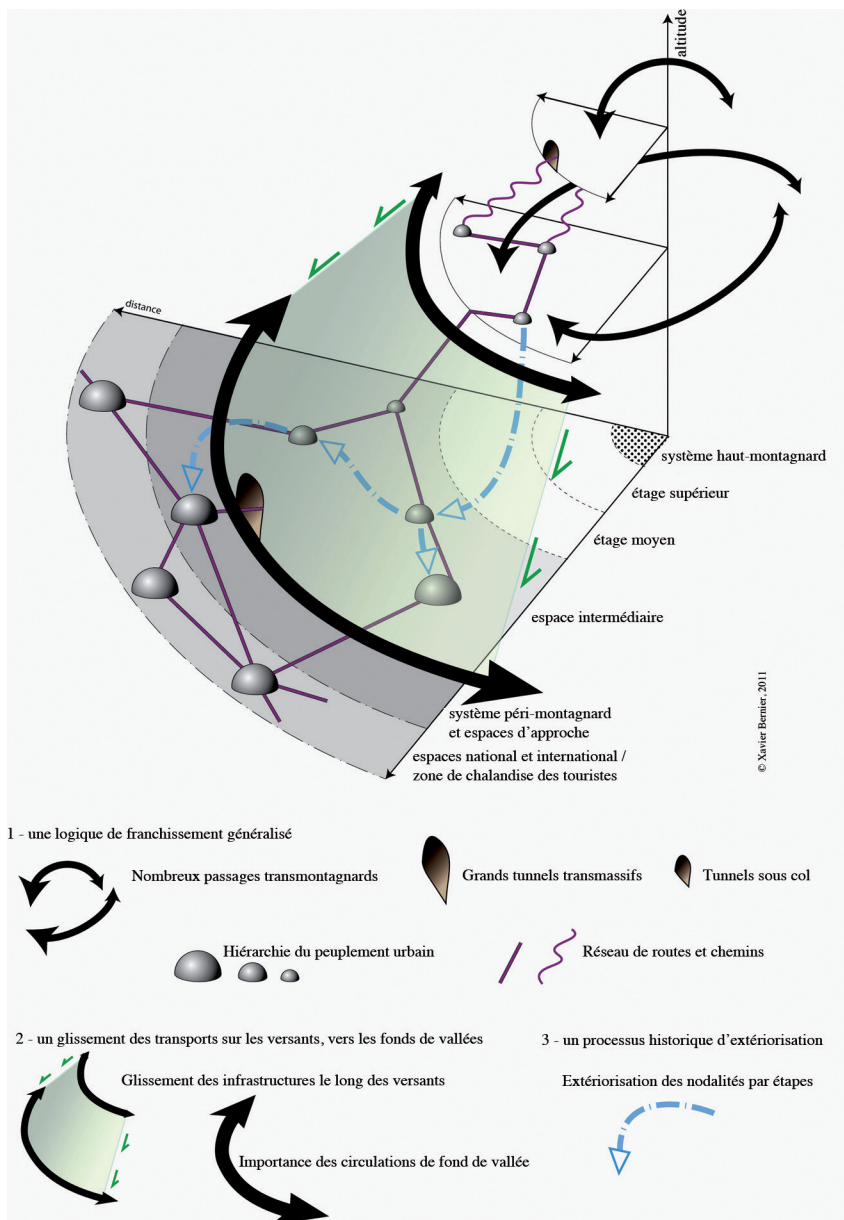 altitude
distance
système haut-montagnard
étage supérieur
étage moyen
espace intermédiaire
système péri-montagnard
et espaces d'approche
espaces national et international /
zone de chalandise des touristes
© Xavier Bernier, 2011
1 - une logique de franchissement généralisé
Nombreux passages transmontagnards
Grands tunnels transmassifs
Tunnels sous col
Hiérarchie du peuplement urbain
Réseau de routes et chemins
2 - un glissement des transports sur les versants, vers les fonds de vallées
Glissement des infrastructures le long des versants
Importance des circulations de fond de vallée
3 - un processus historique d'extériorisation
Extériorisation des nodalités par étapes